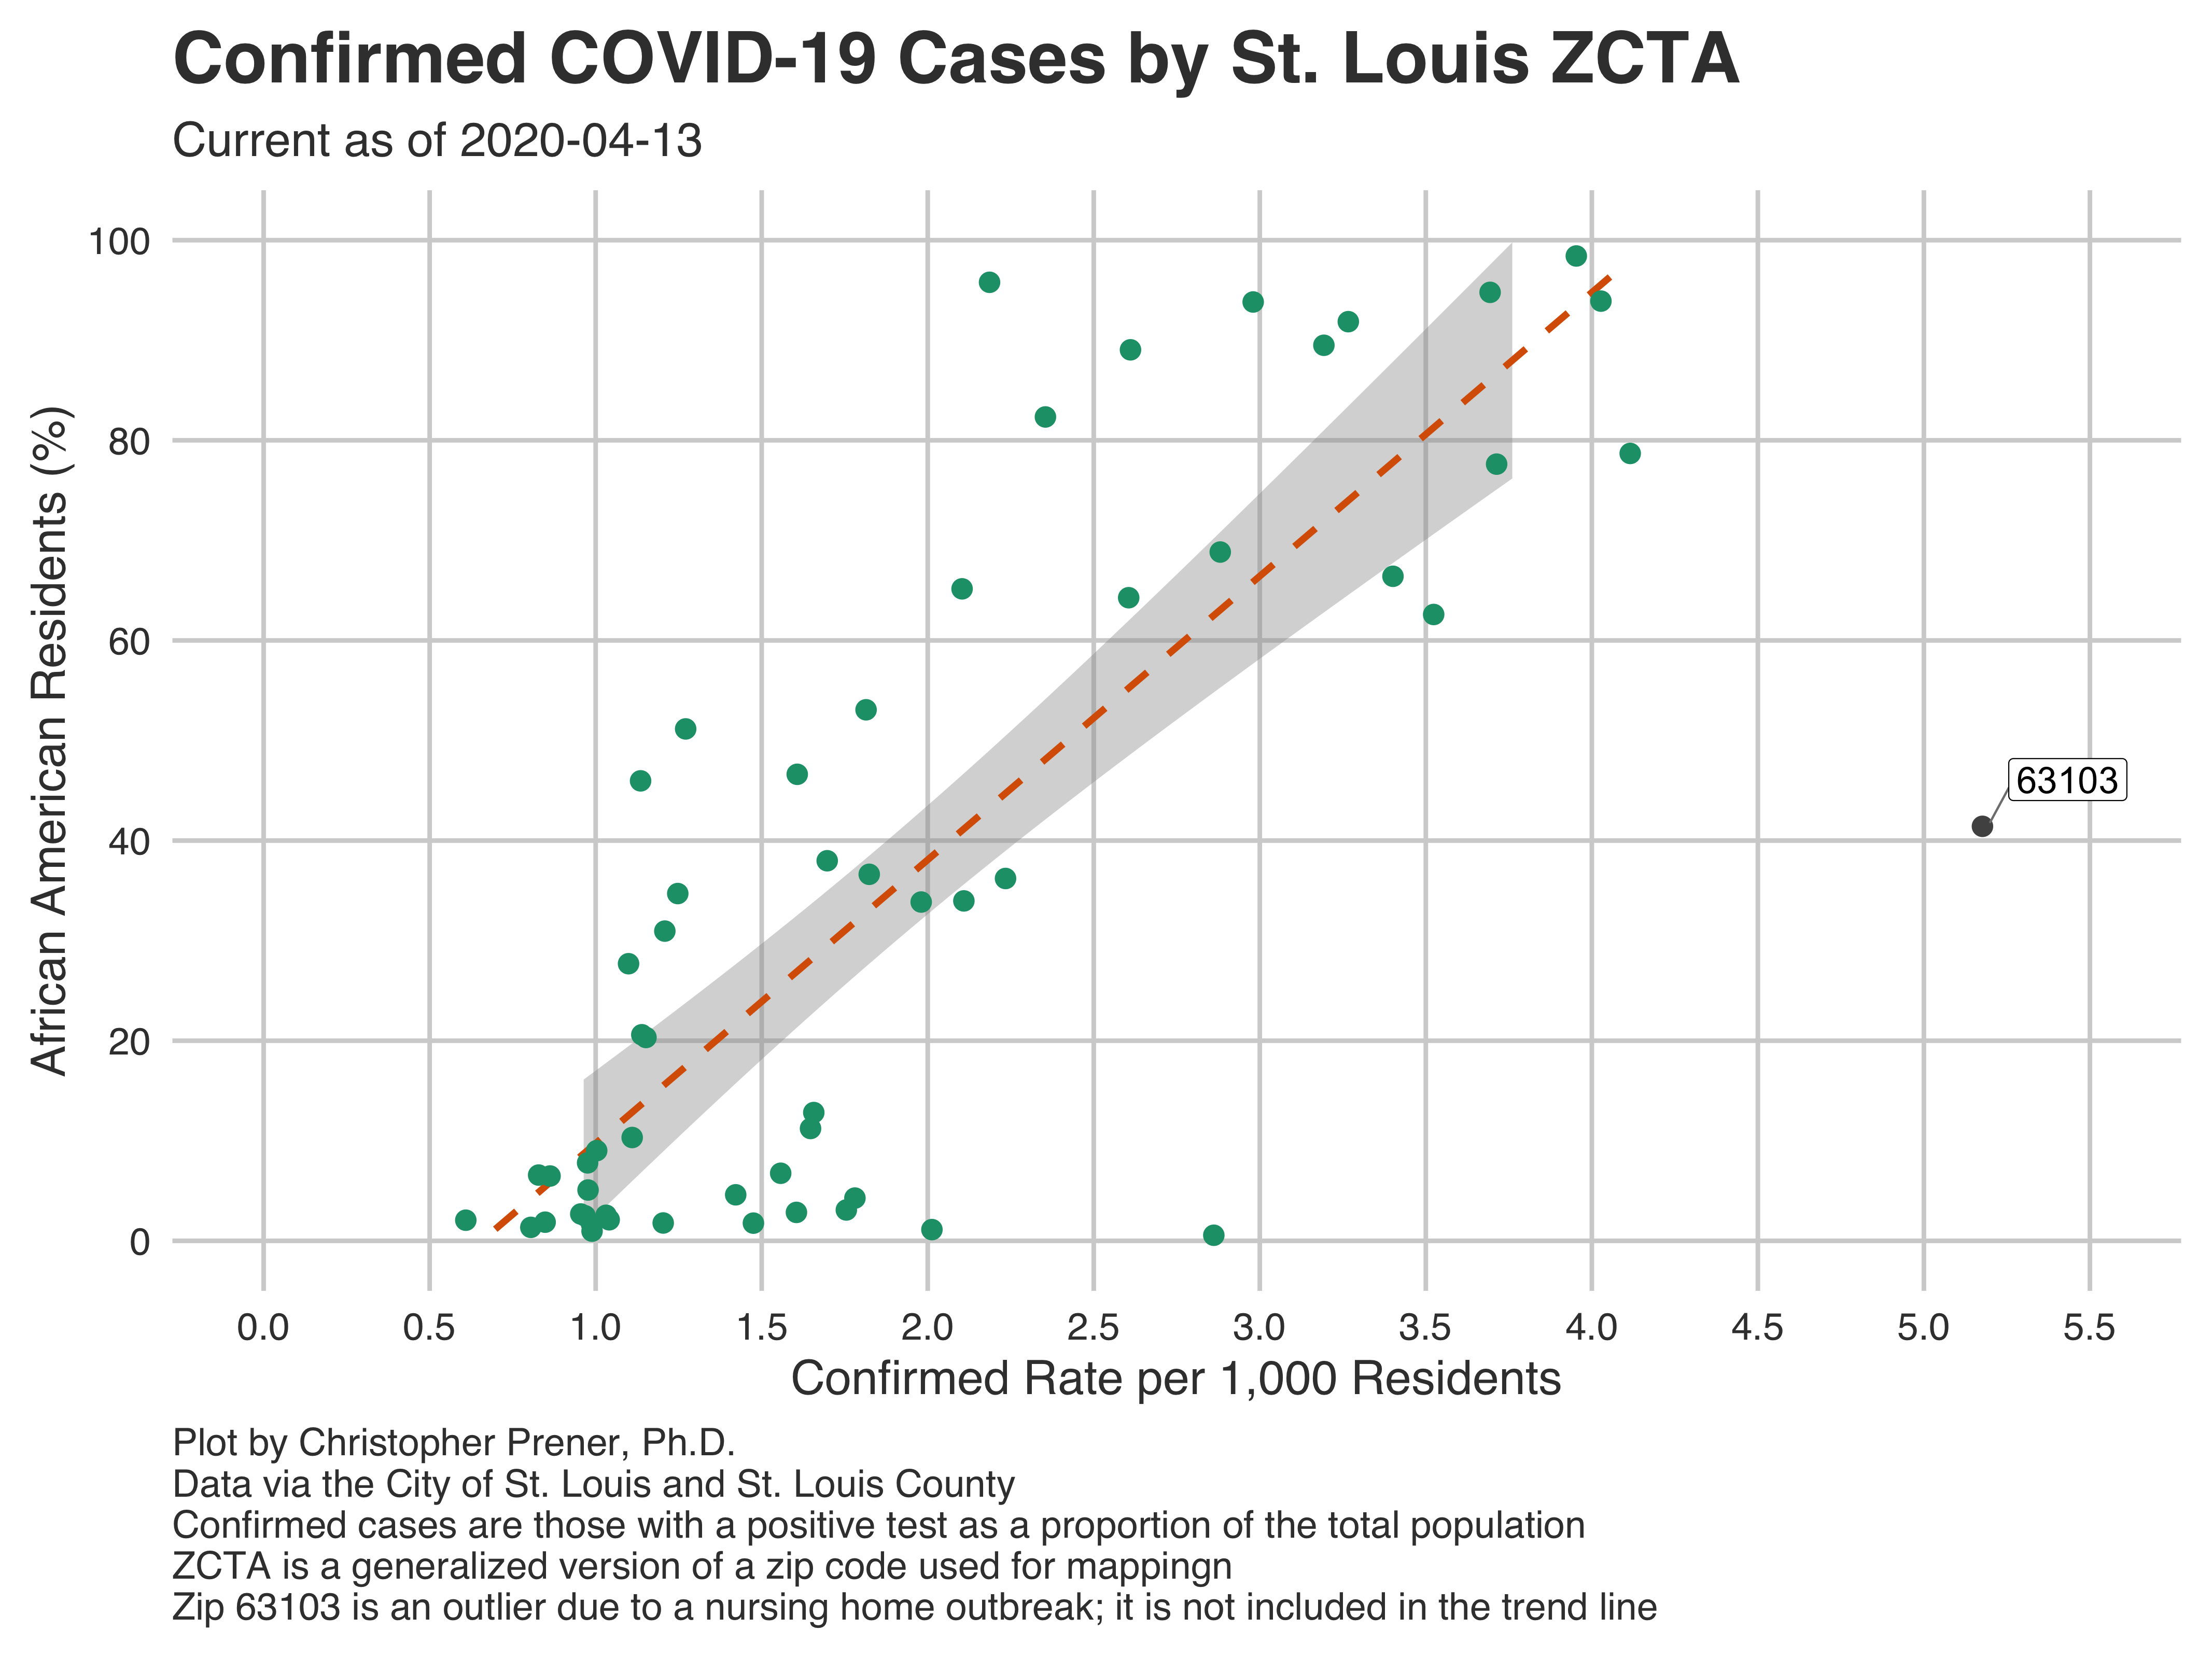 Confirmed COVID-19 Cases by St. Louis ZCTA
Current as of 2020-04-13
African American Residents (%)
100
80
60
40
20
0
63103
0.0 0.5 1.0 1.5 2.0 2.5 3.0 3.5 4.0 4.5 5.0 5.5
Confirmed Rate per 1,000 Residents
Plot by Christopher Prener, Ph.D.
Data via the City of St. Louis and St. Louis County
Confirmed cases are those with a positive test as a proportion of the total population
ZCTA is a generalized version of a zip code used for mappingn
Zip 63103 is an outlier due to a nursing home outbreak; it is not included in the trend line